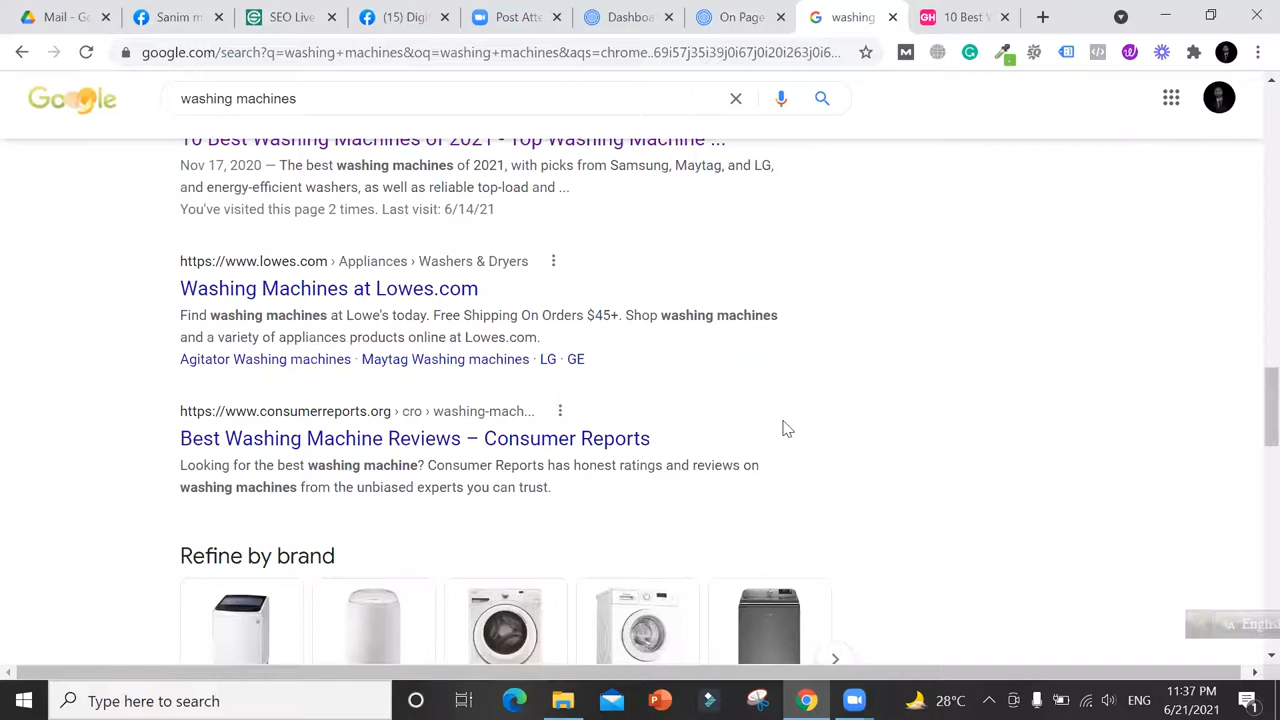 Mail - G
Sanim m
SEO Live
(15) Digi
Post Atte
Dashboa
On Page
washing
10 Best W
google.com/search?q=washing+machines&oq=washing+machines&aqs=chrome..69i57j35i39j0i67j0i20i263j0i6...
Google
washing machines
10 Best Washing Machines of 2021 - Top Washing Machine ...
Nov 17, 2020 — The best washing machines of 2021, with picks from Samsung, Maytag, and LG,
and energy-efficient washers, as well as reliable top-load and ...
You've visited this page 2 times. Last visit: 6/14/21
https://www.lowes.com › Appliances › Washers & Dryers
Washing Machines at Lowes.com
Find washing machines at Lowe's today. Free Shipping On Orders $45+. Shop washing machines
and a variety of appliances products online at Lowes.com.
Agitator Washing machines · Maytag Washing machines · LG · GE
https://www.consumerreports.org › cro › washing-mach...
Best Washing Machine Reviews – Consumer Reports
Looking for the best washing machine? Consumer Reports has honest ratings and reviews on
washing machines from the unbiased experts you can trust.
Refine by brand
A Englis
Type here to search
28°C
ENG
11:37 PM
6/21/2021
1